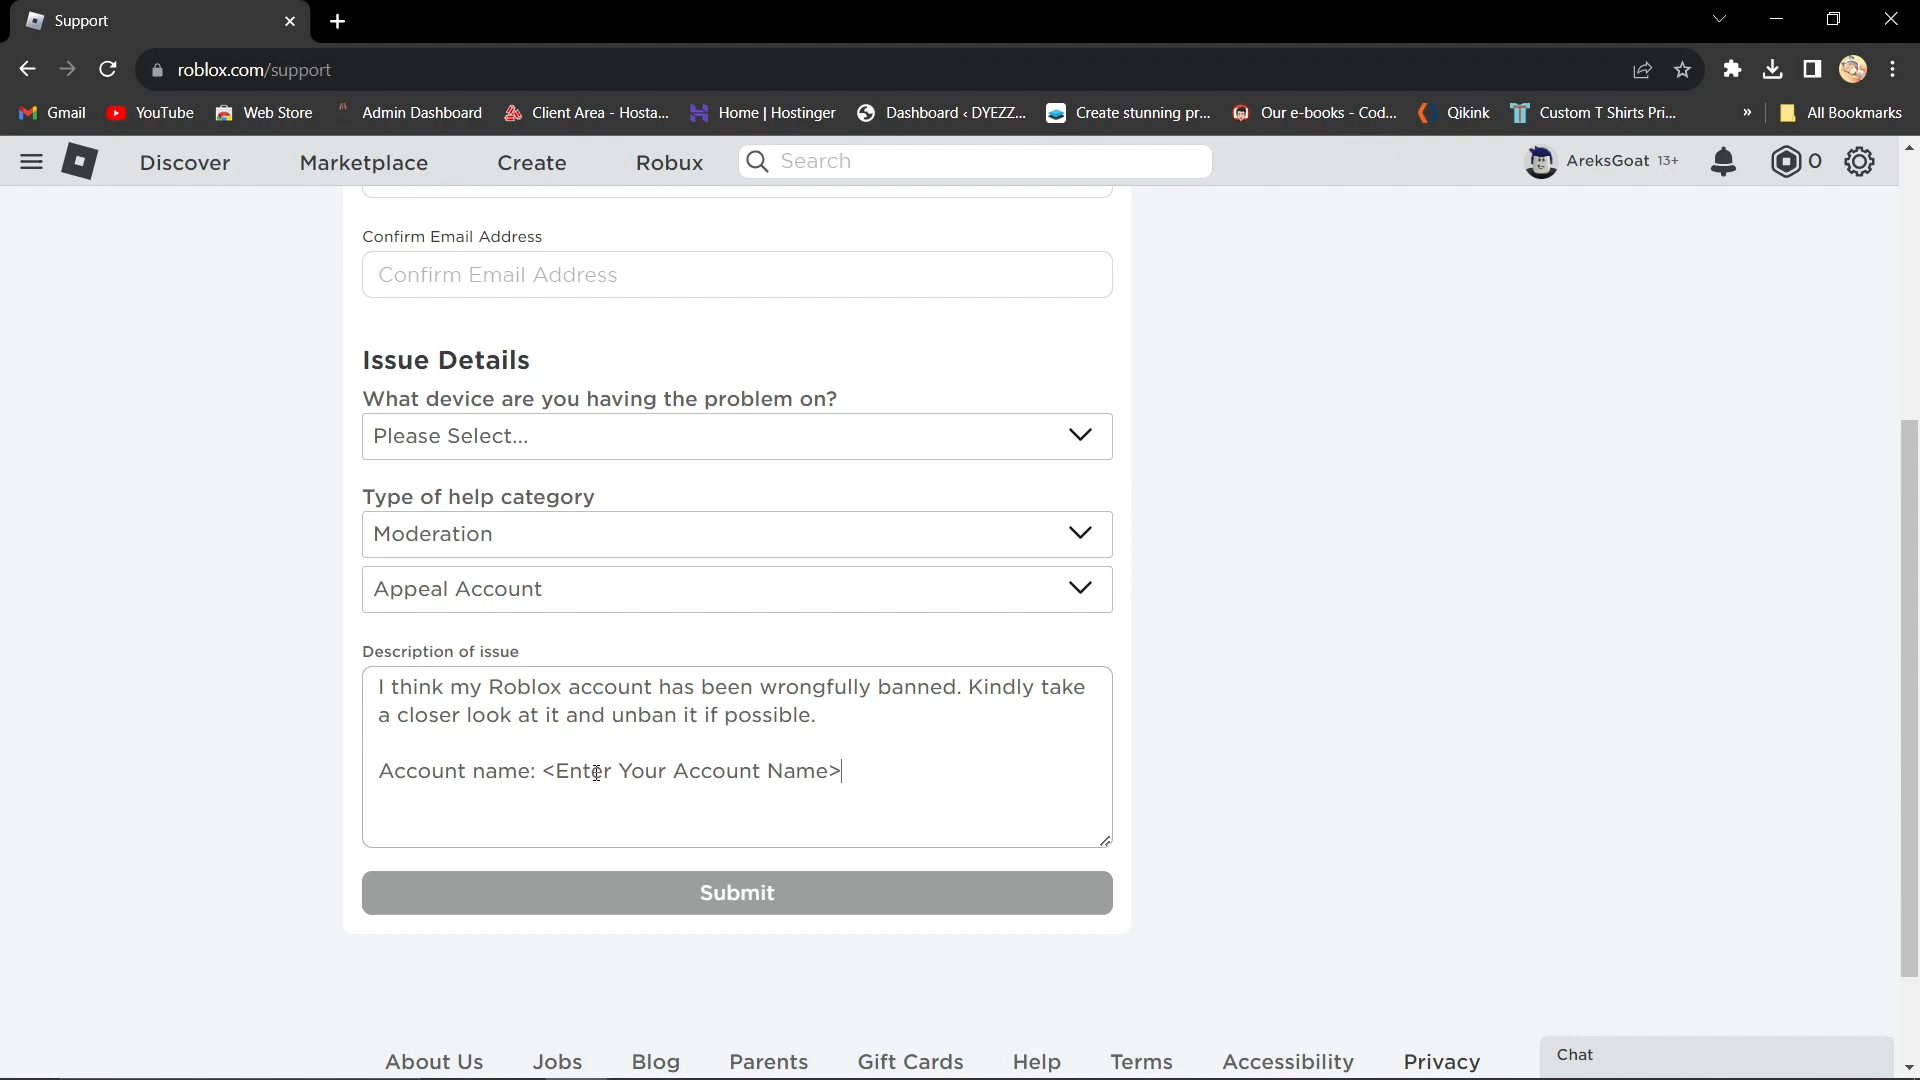 Support
roblox.com/support
Gmail
YouTube
Web Store
Admin Dashboard
Client Area - Hosta...
Home | Hostinger
Dashboard ‹ DYEZZ...
Create stunning pr...
Our e-books - Cod...
Qikink
Custom T Shirts Pri...
»
All Bookmarks
Discover
Marketplace
Create
Robux
Search
AreksGoat 13+
0
Confirm Email Address
Confirm Email Address
Issue Details
What device are you having the problem on?
Please Select...
Type of help category
Moderation
Appeal Account
Description of issue
I think my Roblox account has been wrongfully banned. Kindly take
a closer look at it and unban it if possible.
Account name: <Enter Your Account Name>
Submit
About Us
Jobs
Blog
Parents
Gift Cards
Help
Terms
Accessibility
Privacy
Chat